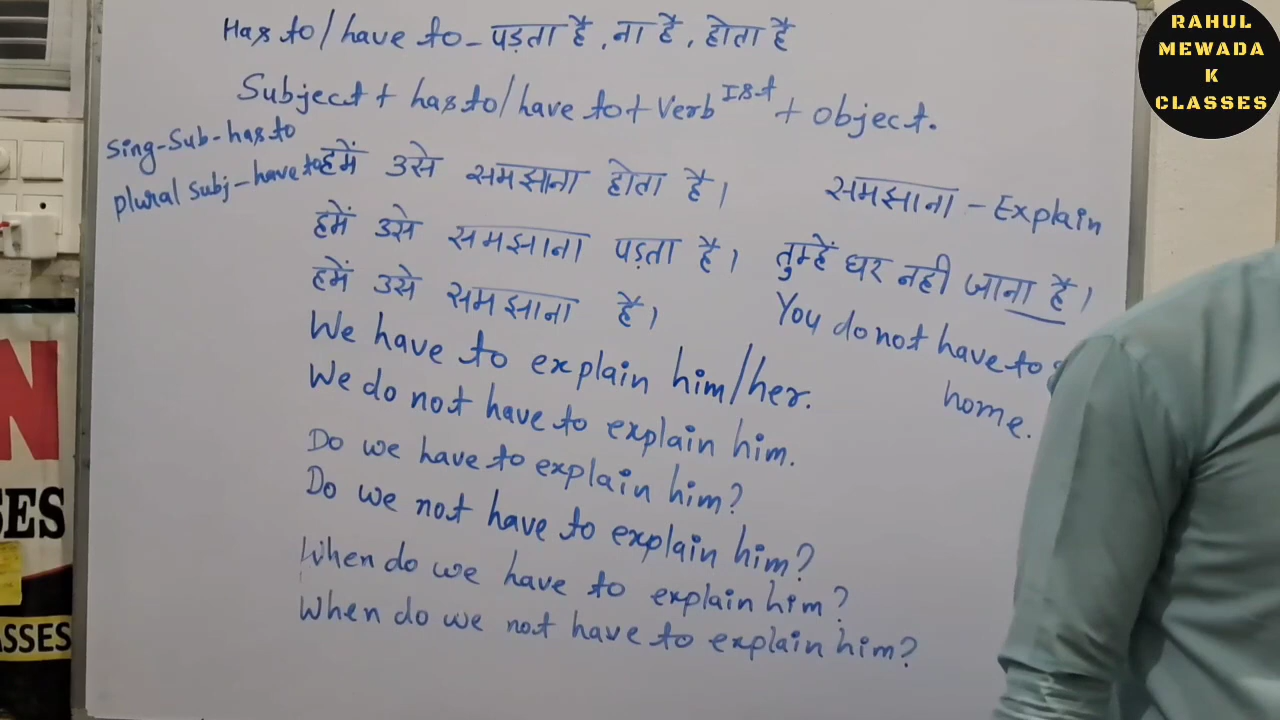 Has to/have to - पड़ता है, ना है, होता है
Subject + has to/have to + Verb Ist + object.
Sing-Sub-has to
plural subj-have to
हमें उसे समझाना होता है।
समझाना - Explain
हमें उसे समझाना पड़ता है।
हमें उसे समझाना है।
तुम्हें घर नही जाना है।
You do not have to
home.
We have to explain him/her.
We do not have to explain him.
Do we have to explain him?
Do we not have to explain him?
When do we have to explain him?
When do we not have to explain him?
RAHUL
MEWADA
K
CLASSES
N
SES
ASSES